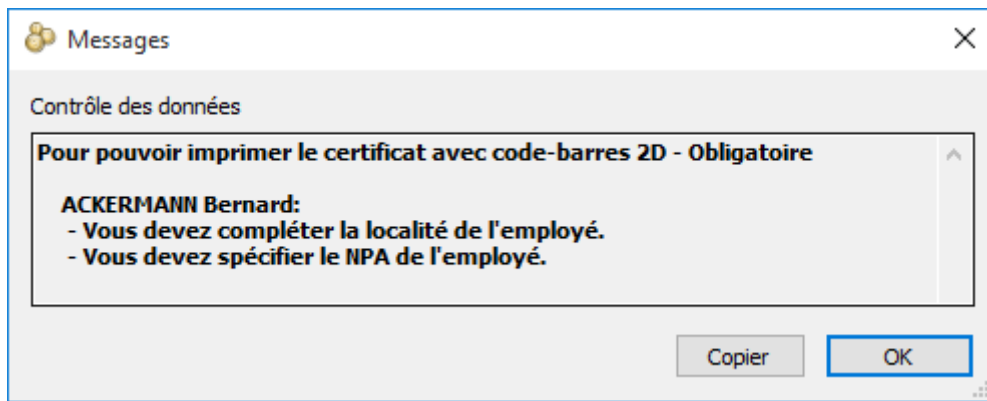 Messages
Contrôle des données
Pour pouvoir imprimer le certificat avec code-barres 2D - Obligatoire
ACKERMANN Bernard:
- Vous devez compléter la localité de l'employé.
- Vous devez spécifier le NPA de l'employé.
Copier OK